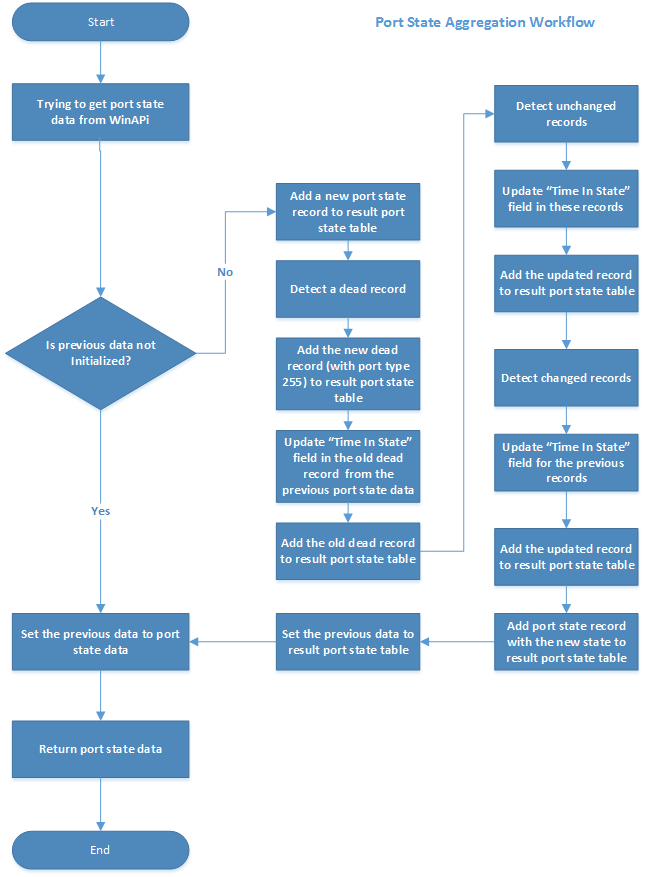 Start
Port State Aggregation Workflow
Trying to get port state
data from WinAPi
Is previous data not
Initialized?
No
Yes
Add a new port state
record to result port
state table
Detect a dead record
Add the new dead
record (with port type
255) to result port state
table
Update “Time In State”
field in the old dead
record from the
previous port state data
Add the old dead record
to result port state table
Detect unchanged
records
Update “Time In State”
field in these records
Add the updated record
to result port state table
Detect changed records
Update “Time In State”
field for the previous
records
Add the updated record
to result port state table
Add port state record
with the new state to
result port state table
Set the previous data to
result port state table
Set the previous data to port
state data
Return port state data
End